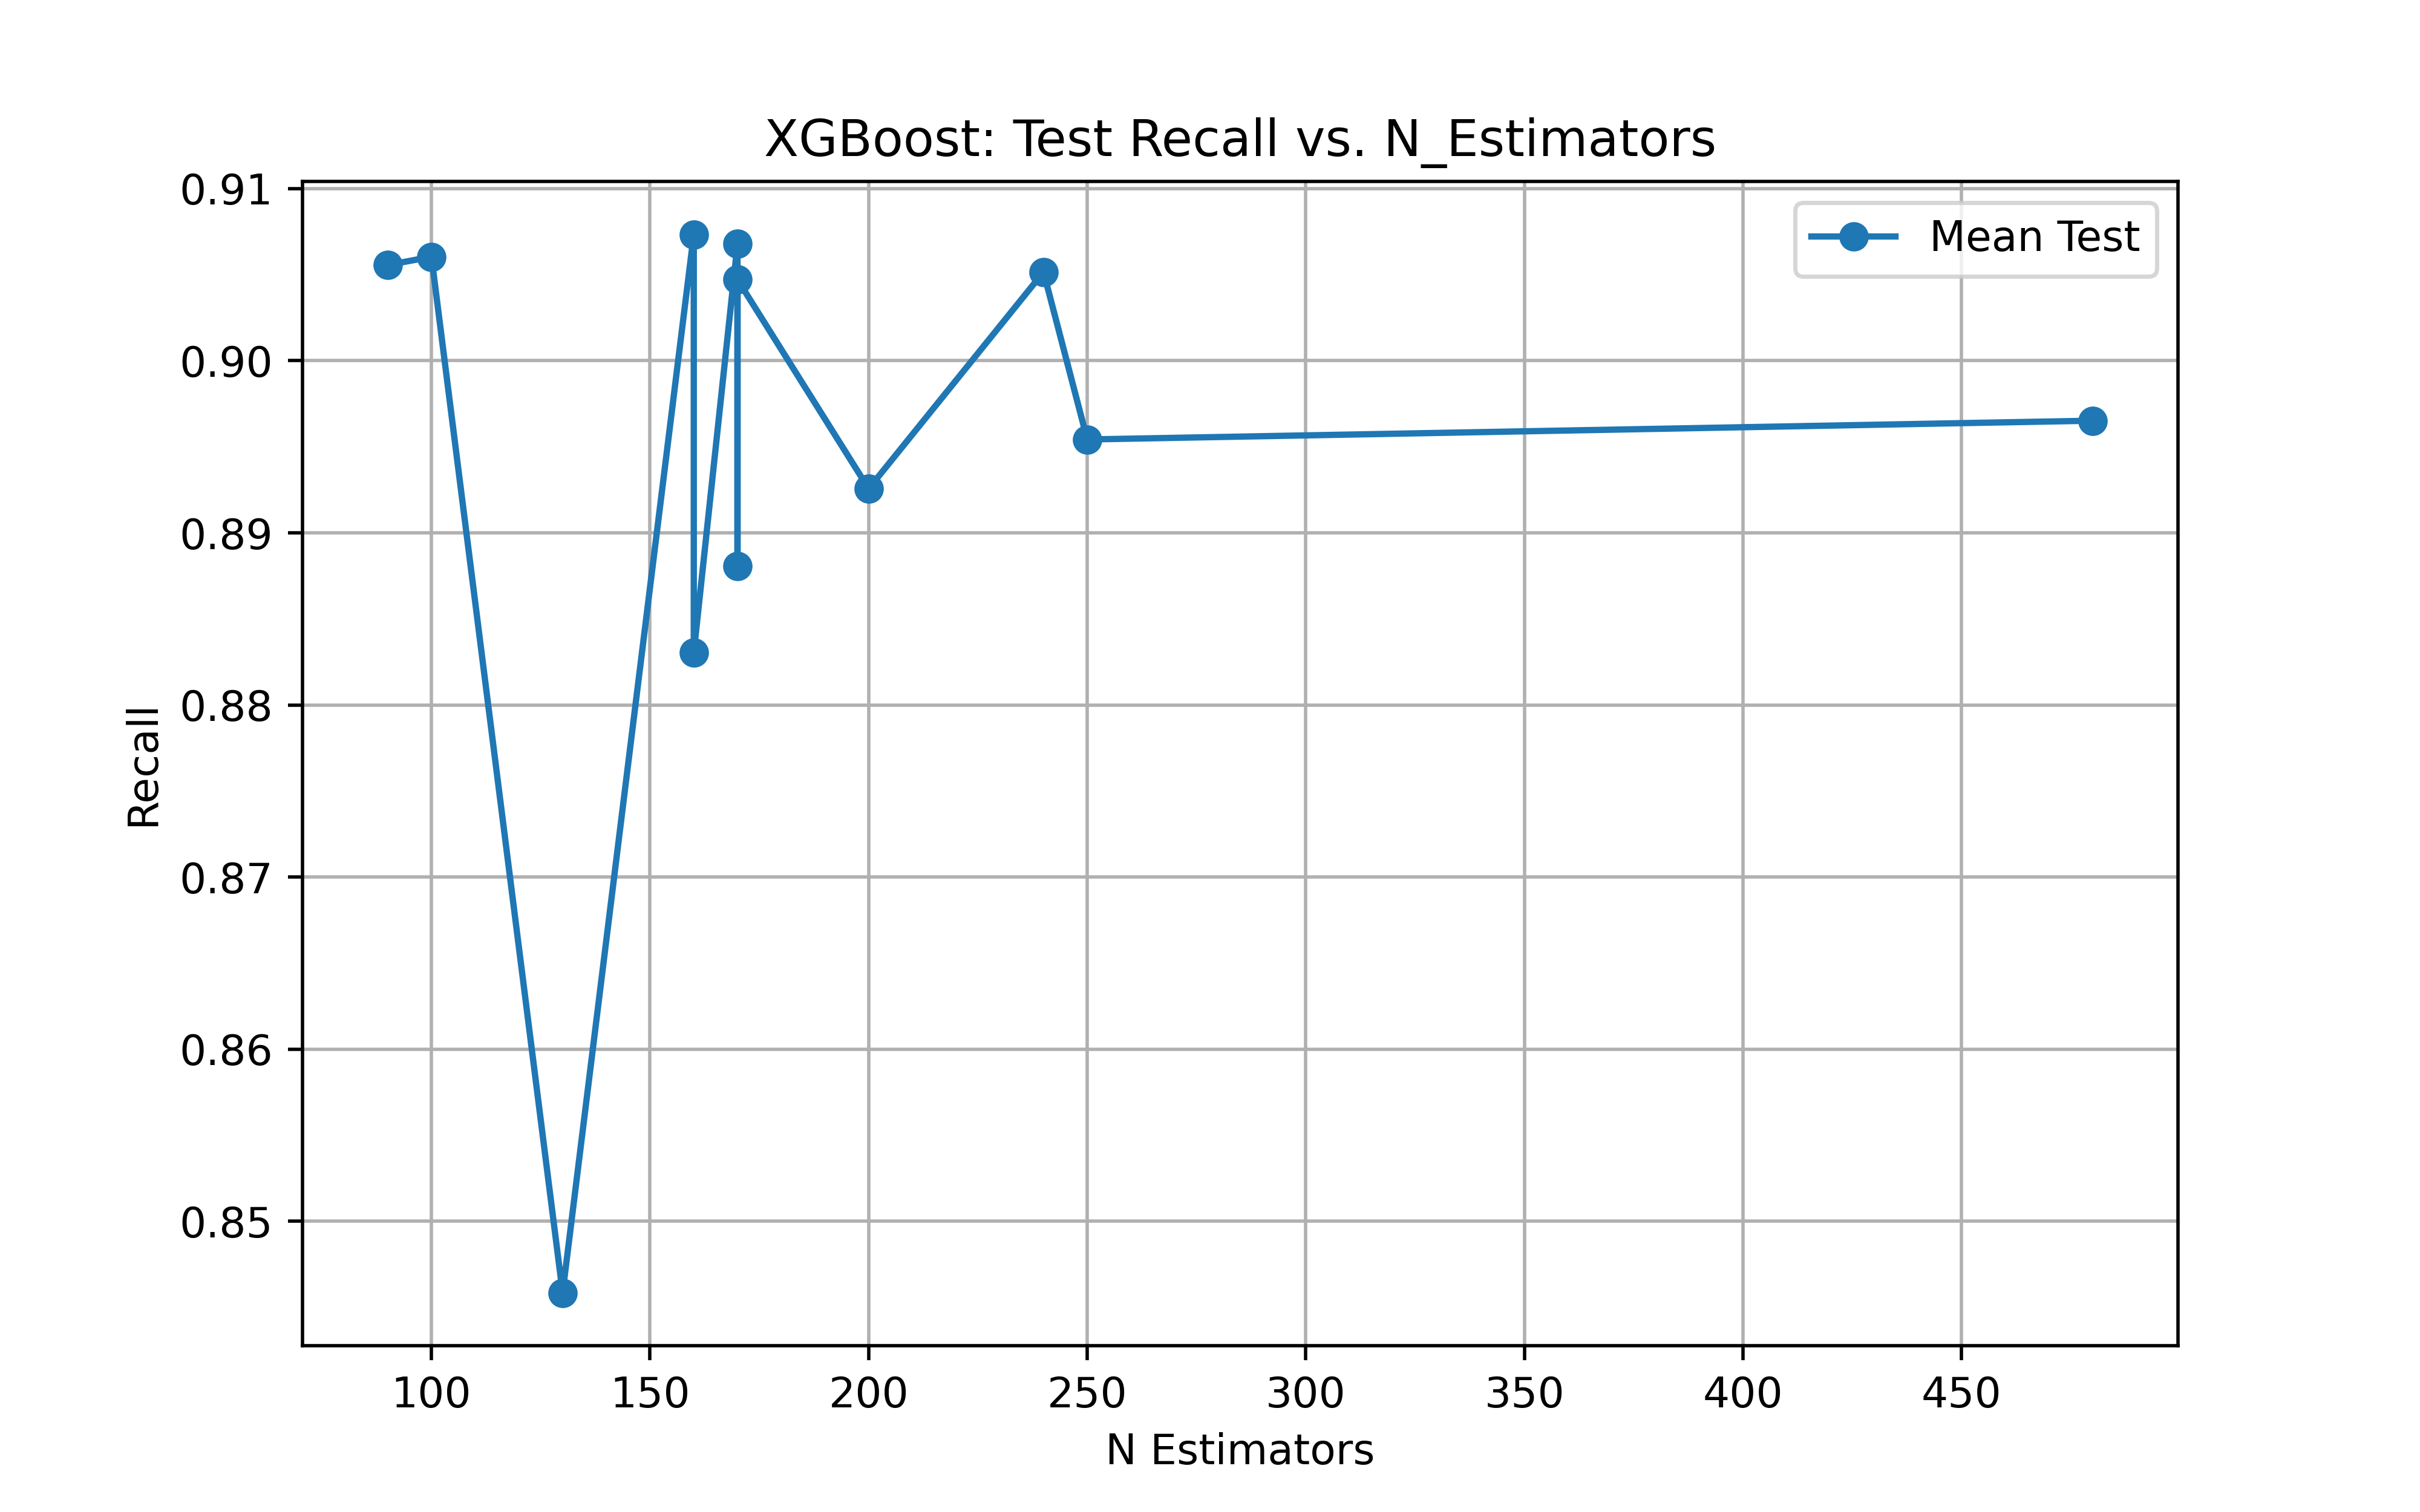 XGBoost: Test Recall vs. N_Estimators
Mean Test
0.91
0.90
0.89
0.88
0.87
0.86
0.85
Recall
100 150 200 250 300 350 400 450
N Estimators